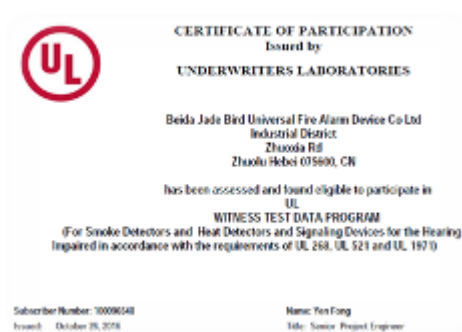 UL
CERTIFICATE OF PARTICIPATION
Issued by
UNDERWRITERS LABORATORIES
Beida Jade Bird Universal Fire Alarm Device Co Ltd
Industrial District
Zhuoxia Rd
Zhuolu Hebei 075600, CN
has been assessed and found eligible to participate in
UL
WITNESS TEST DATA PROGRAM
(For Smoke Detectors and Heat Detectors and Signaling Devices for the Hearing
Impaired in accordance with the requirements of UL 268, UL 521 and UL 1971)
Subscriber Number:
Name: Yen Fong
Issued: October 28, 2016
Title: Senior Project Engineer